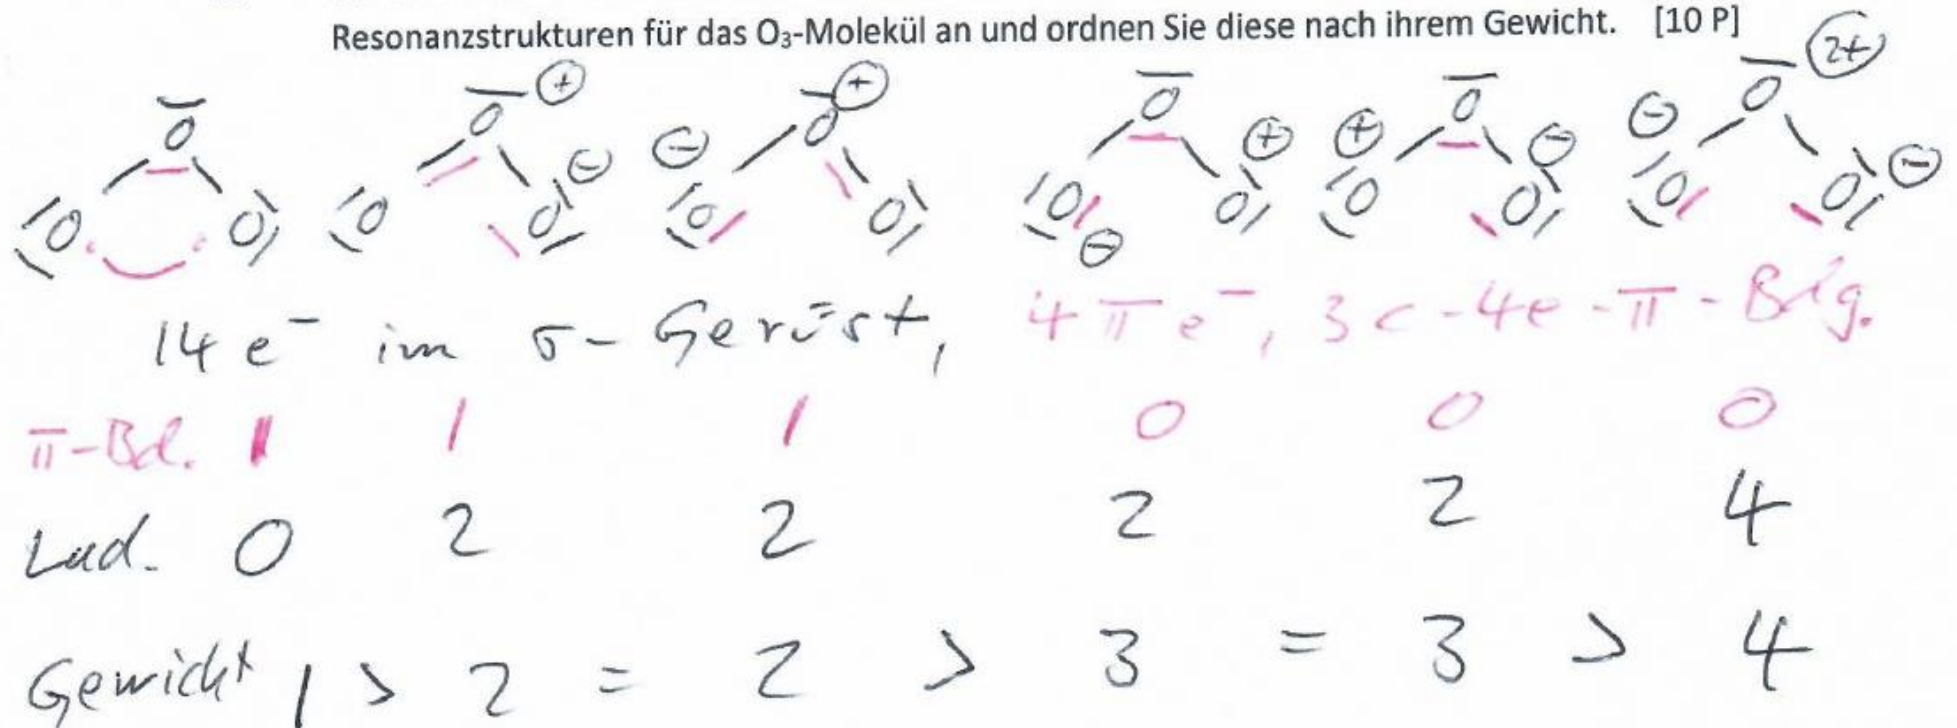 Resonanzstrukturen für das O₃-Molekül an und ordnen Sie diese nach ihrem Gewicht. [10 P]
O O O O ⊕ O O ⊖ ⊖ O O ⊕ O O O ⊖ O ⊕ ⊕ O O O ⊖ ⊖ O O 2+ O ⊖
14 e⁻ im σ-Gerüst, 4 π e⁻, 3c-4e-π-Bdg.
π-Bd. 1 1 1 0 0 0
Lad. 0 2 2 2 2 4
Gewicht 1 > 2 = 2 > 3 = 3 > 4